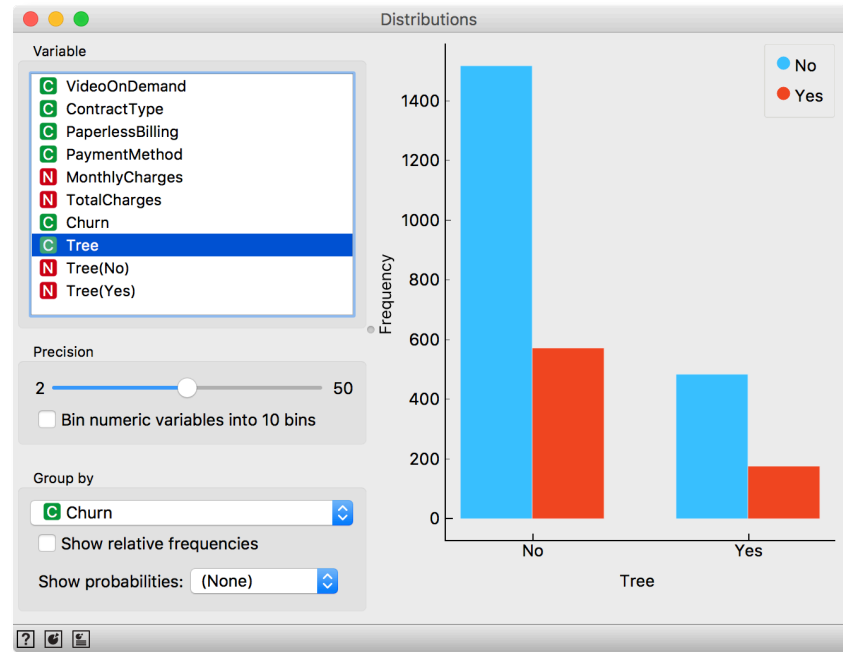 Distributions
Variable
C VideoOnDemand
C ContractType
C PaperlessBilling
C PaymentMethod
N MonthlyCharges
N TotalCharges
C Churn
C Tree
N Tree(No)
N Tree(Yes)
Precision
2 50
Bin numeric variables into 10 bins
Group by
C Churn
Show relative frequencies
Show probabilities: (None)
?
No
Yes
1400
1200
1000
800
600
400
200
0
Frequency
No Yes
Tree